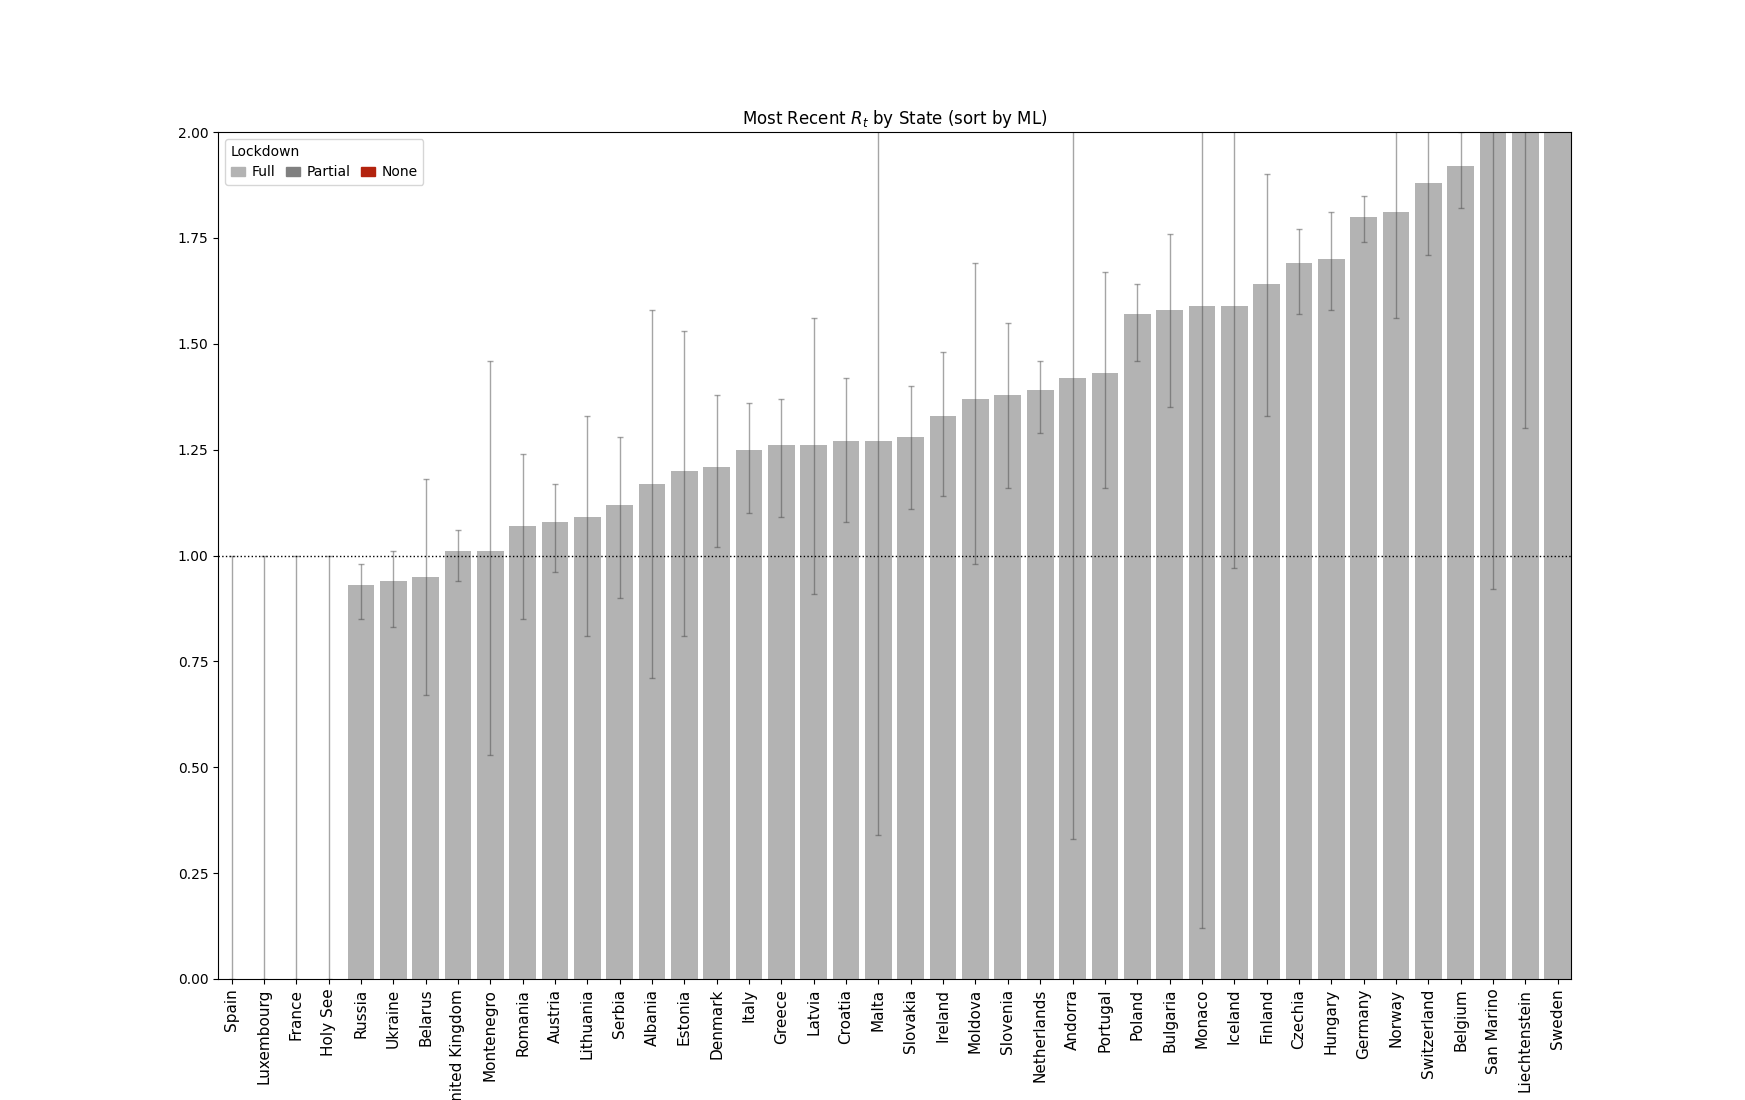 Most Recent Rt by State (sort by ML)
Lockdown
Full Partial None
2.00
1.75
1.50
1.25
1.00
0.75
0.50
0.25
0.00
Spain
Luxembourg
France
Holy See
Russia
Ukraine
Belarus
nited Kingdom
Montenegro
Romania
Austria
Lithuania
Serbia
Albania
Estonia
Denmark
Italy
Greece
Latvia
Croatia
Malta
Slovakia
Ireland
Moldova
Slovenia
Netherlands
Andorra
Portugal
Poland
Bulgaria
Monaco
Iceland
Finland
Czechia
Hungary
Germany
Norway
Switzerland
Belgium
San Marino
Liechtenstein
Sweden